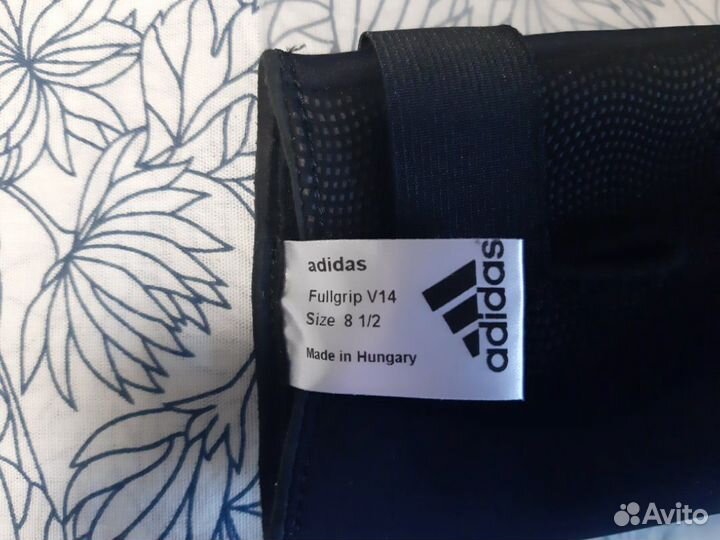 adidas
Fullgrip V14
Size 8 1/2
Made in Hungary
adidas
Avito